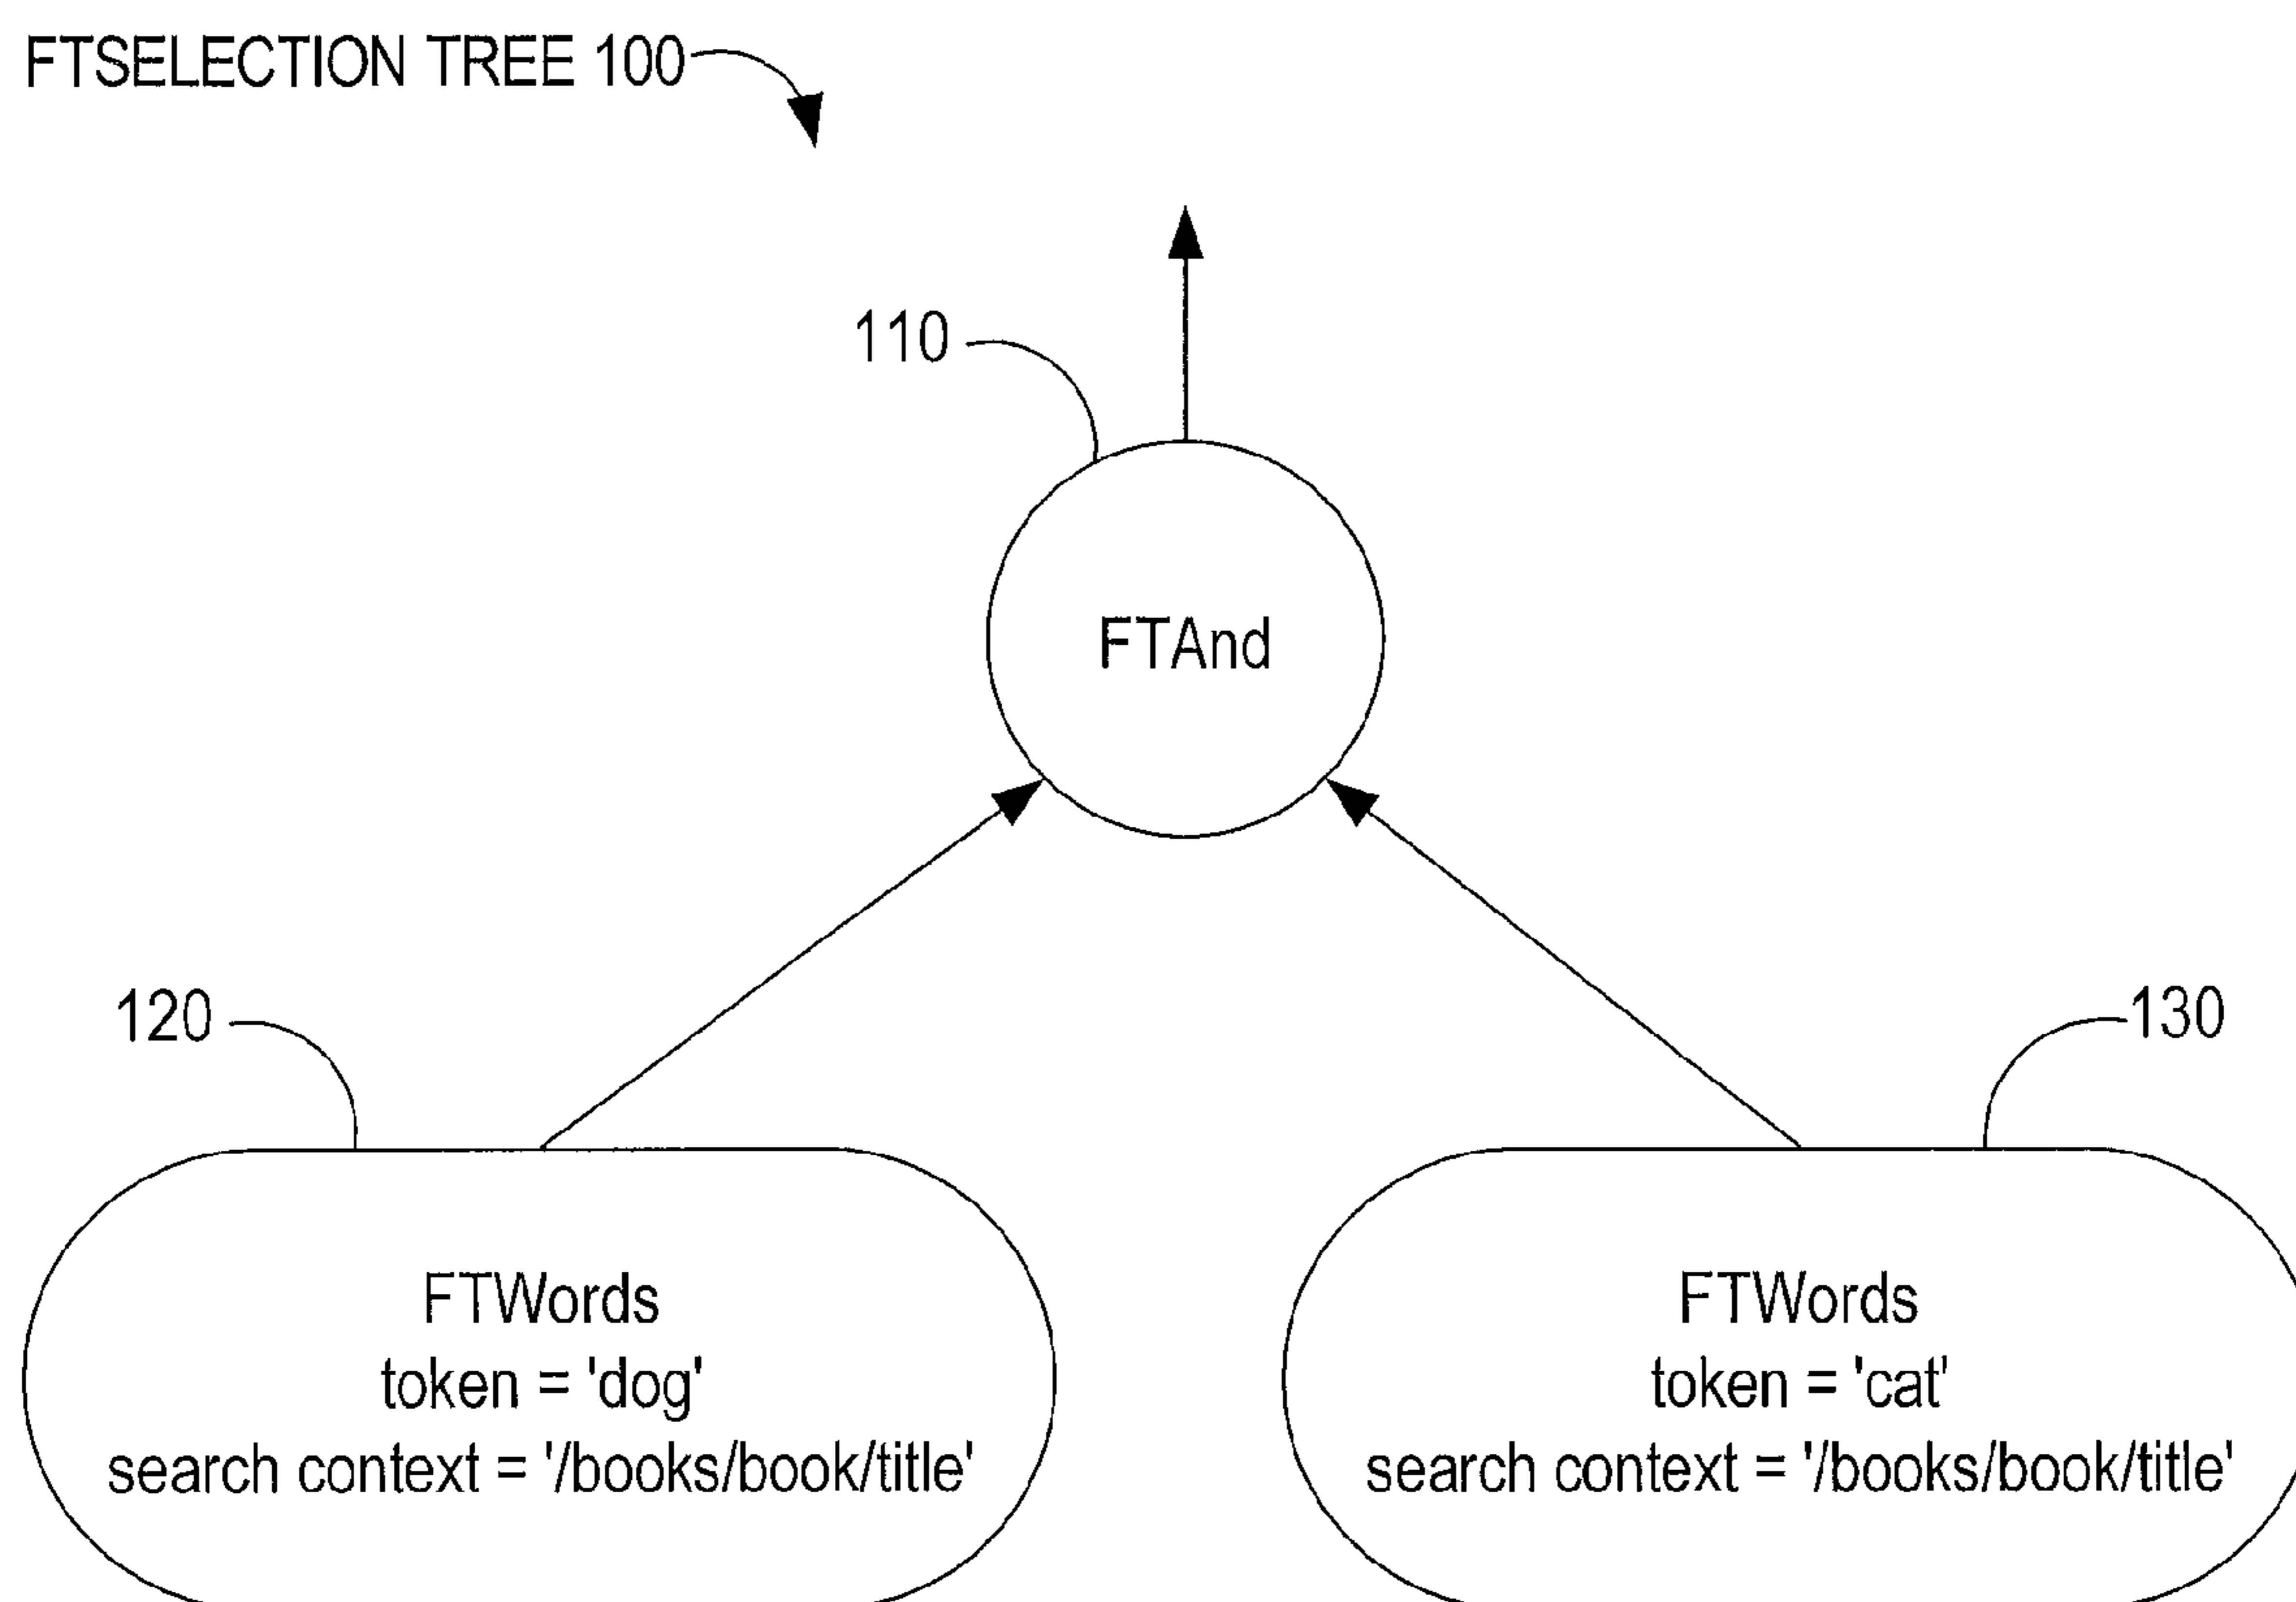 FTSELECTION TREE 100
110
FTAnd
120
130
FTWords
token = 'dog'
search context = '/books/book/title'
FTWords
token = 'cat'
search context = '/books/book/title'